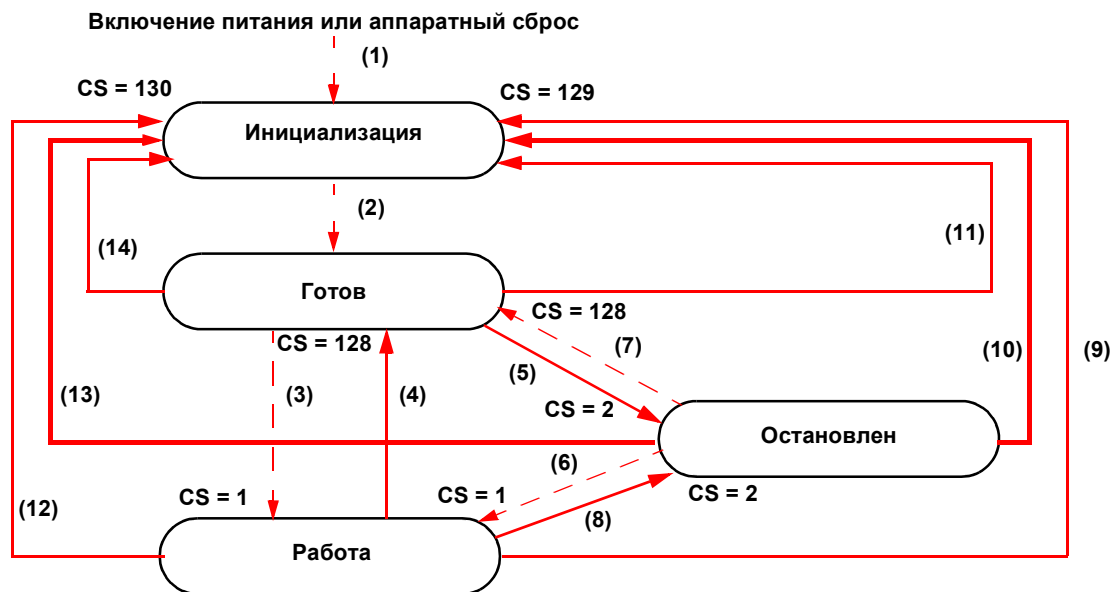 Включение питания или аппаратный сброс
(1)
CS = 130
CS = 129
Инициализация
(2)
(14)
(11)
Готов
CS = 128
CS = 128
(7)
(10)
(9)
(5)
(13)
(3)
(4)
CS = 2
Остановлен
(6)
CS = 1
CS = 1
CS = 2
(12)
(8)
Работа